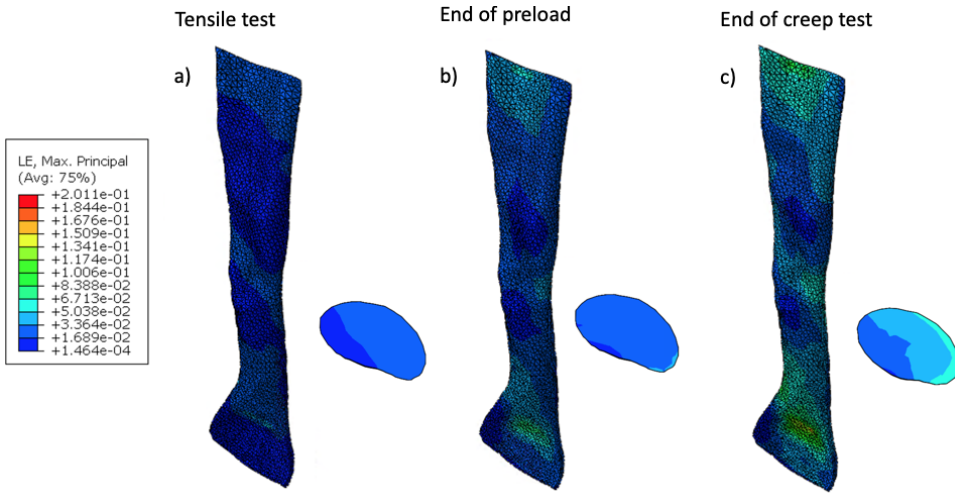 Tensile test
End of preload
End of creep test
a)
b)
c)
LE, Max. Principal
(Avg: 75%)
+2.011e-01
+1.844e-01
+1.676e-01
+1.509e-01
+1.341e-01
+1.174e-01
+1.006e-01
+8.388e-02
+6.713e-02
+5.038e-02
+3.364e-02
+1.689e-02
+1.464e-04